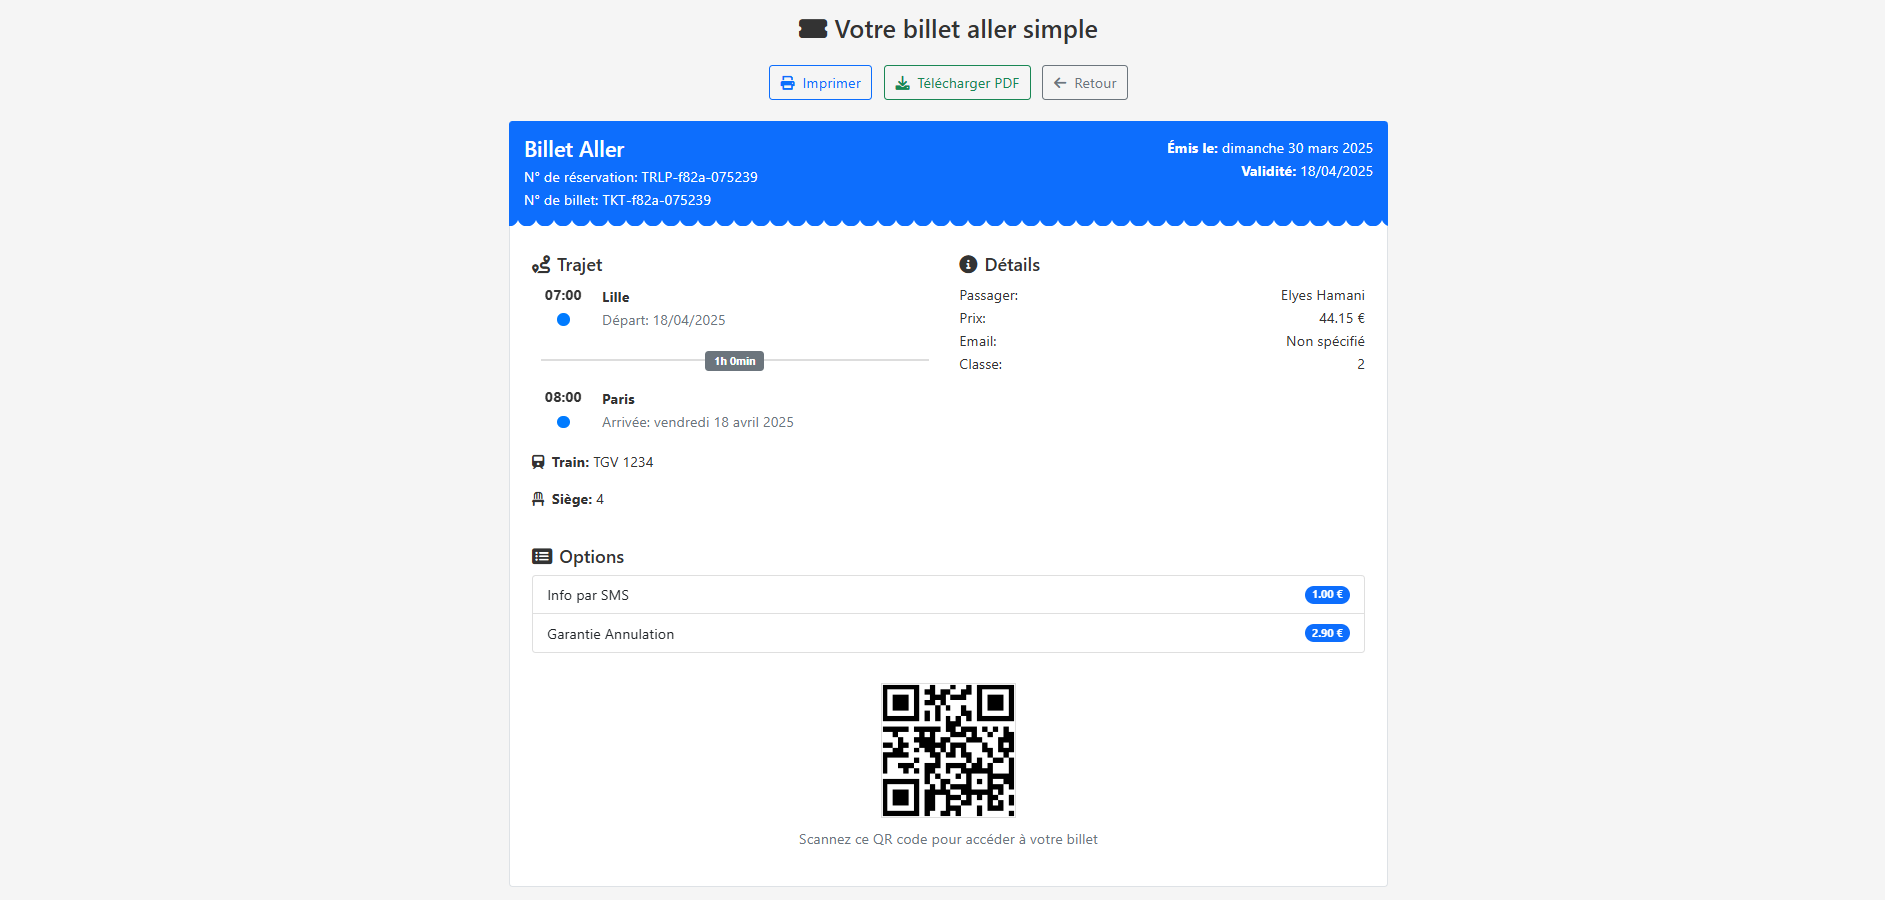 Votre billet aller simple
Imprimer
Télécharger PDF
Retour
Billet Aller
N° de réservation: TRLP-f82a-075239
N° de billet: TKT-f82a-075239
Émis le: dimanche 30 mars 2025
Validité: 18/04/2025
Trajet
07:00 Lille
Départ: 18/04/2025
1h 0min
08:00 Paris
Arrivée: vendredi 18 avril 2025
Train: TGV 1234
Siège: 4
Détails
Passager: Elyes Hamani
Prix: 44.15 €
Email: Non spécifié
Classe: 2
Options
Info par SMS 1.00 €
Garantie Annulation 2.90 €
Scannez ce QR code pour accéder à votre billet